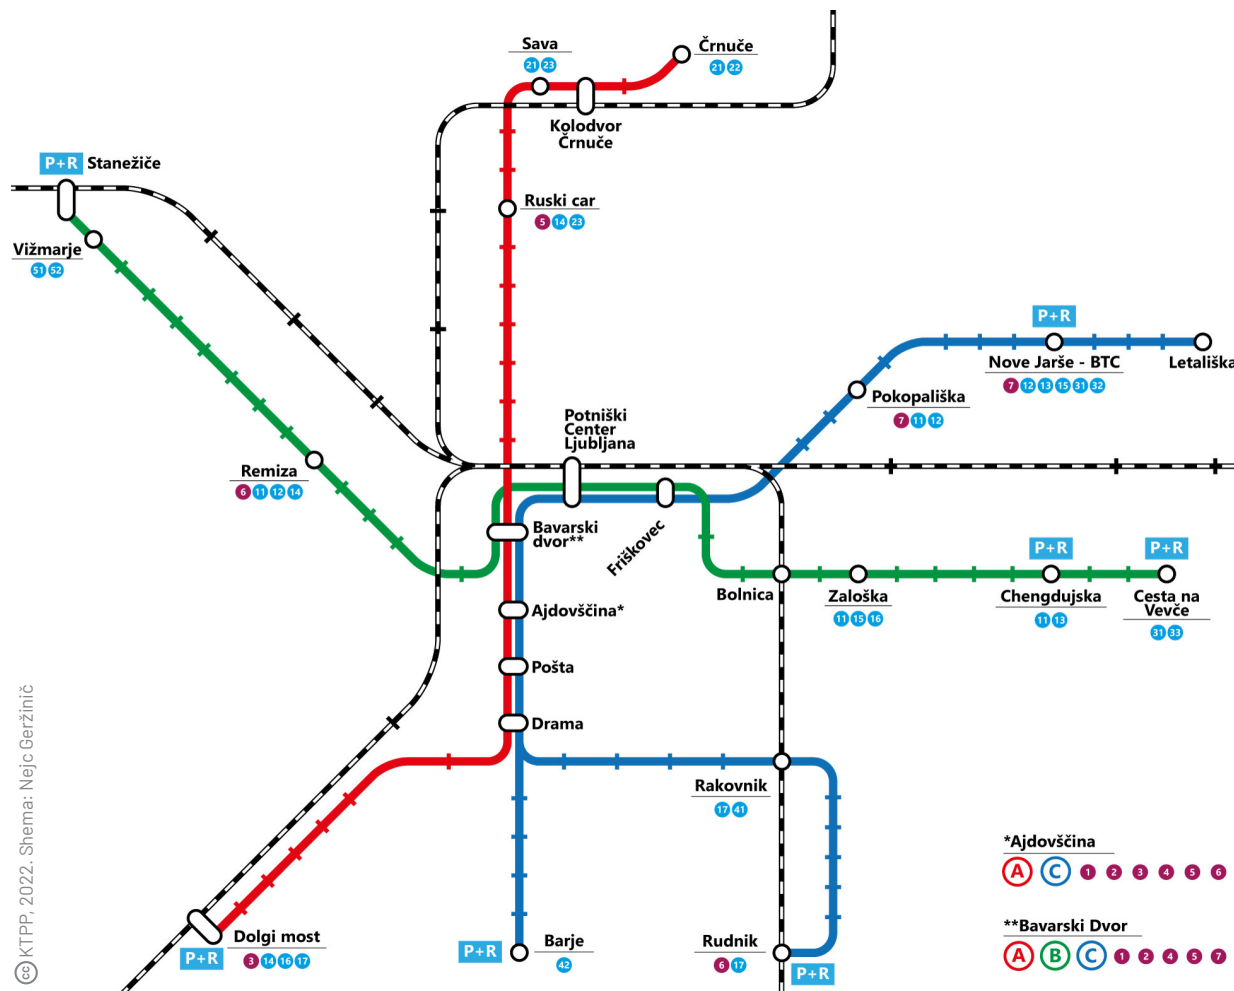 Sava
21 23
Črnuče
21 22
Kolodvor
Črnuče
P+R Stanežiče
Vižmarje
51 52
Ruski car
5 14 23
P+R
Nove Jarše - BTC
7 12 13 15 31 32
Letališka
Pokopališka
7 11 12
Potniški
Center
Ljubljana
Remiza
6 11 12 14
Bavarski
dvor**
Friškovec
Bolnica
Zaloška
11 15 16
P+R
Chengdujska
11 13
P+R
Cesta na
Vevče
31 33
Ajdovščina*
Pošta
Drama
Rakovnik
17 41
Dolgi most
P+R
3 14 16 17
P+R
Barje
42
Rudnik
6 17
P+R
*Ajdovščina
A C 1 2 3 4 5 6
**Bavarski Dvor
A B C 1 2 4 5 7
cc KTPP, 2022. Shema: Nejc Geržinič